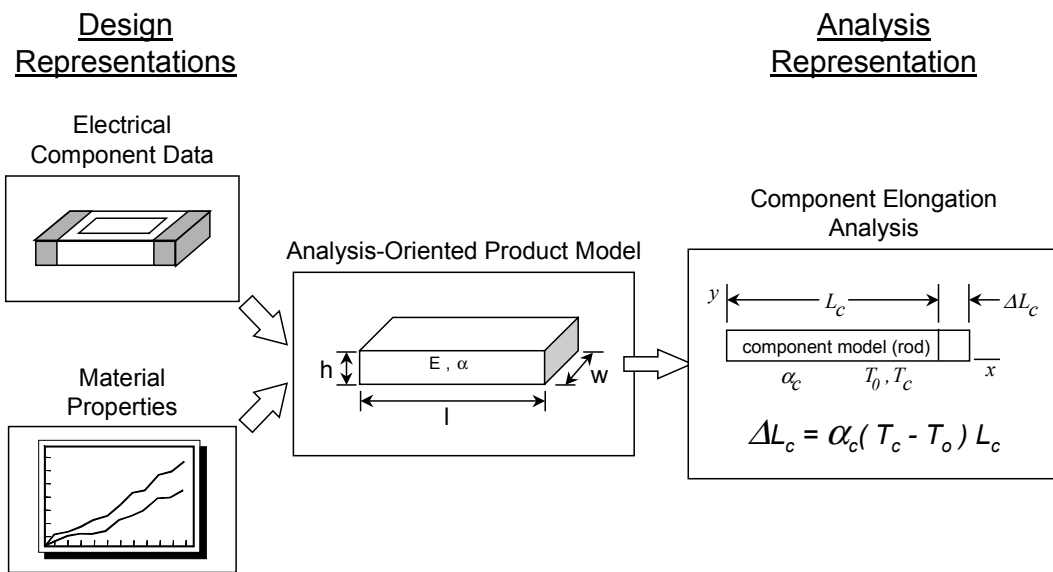 Design
Representations
Analysis
Representation
Electrical
Component Data
Material
Properties
Analysis-Oriented Product Model
h
E , α
w
l
Component Elongation
Analysis
y
L_c
ΔL_c
component model (rod)
α_c
T_0 , T_c
x
ΔL_c = α_c( T_c - T_o ) L_c